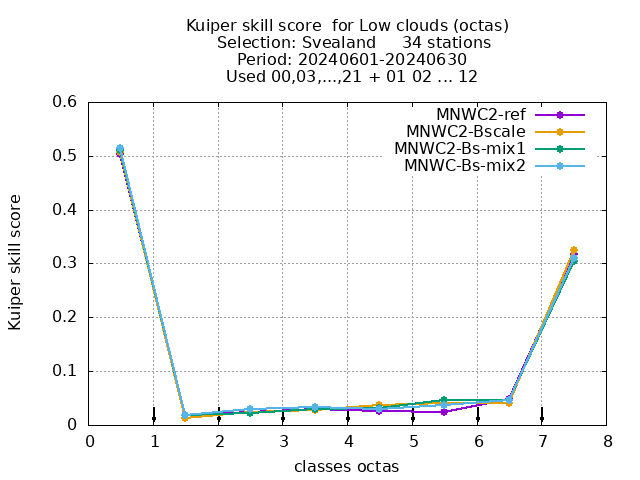 Kuiper skill score  for Low clouds (octas)
Selection: Svealand     34 stations
Period: 20240601-20240630
Used 00,03,...,21 + 01 02 ... 12
MNWC2-ref
MNWC2-Bscale
MNWC2-Bs-mix1
MNWC-Bs-mix2
Kuiper skill score
0.6
0.5
0.4
0.3
0.2
0.1
0
0 1 2 3 4 5 6 7 8
classes octas